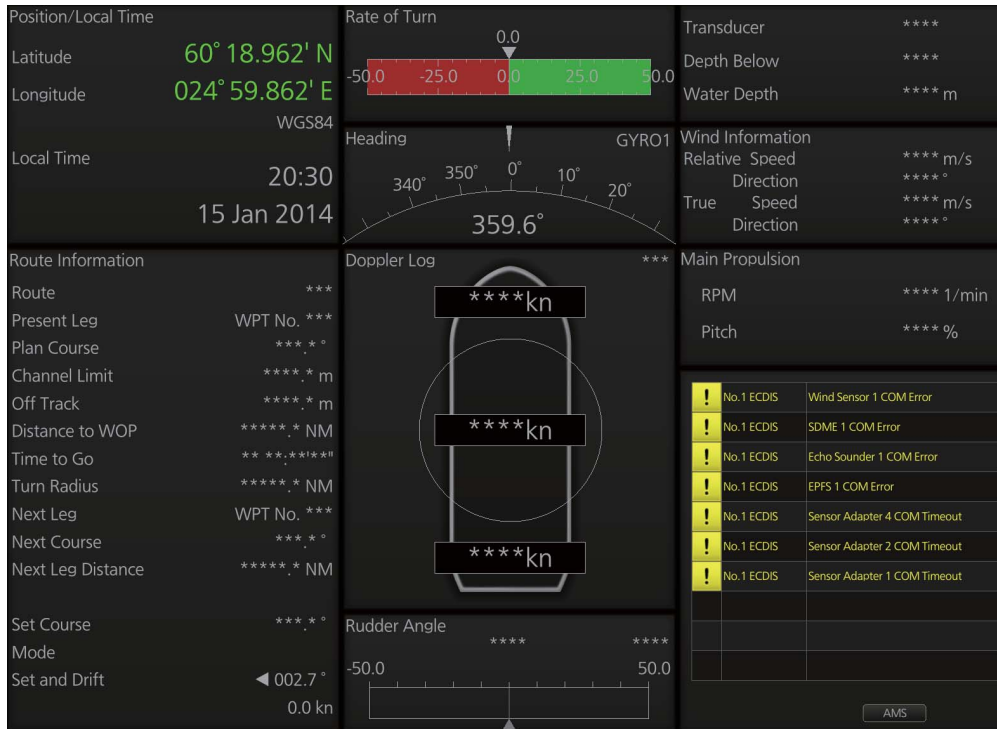 Position/Local Time
Latitude 60° 18.962' N
Longitude 024° 59.862' E
WGS84
Local Time
20:30
15 Jan 2014
Rate of Turn
0.0
-50.0 -25.0 0.0 25.0 50.0
Heading GYRO1
340° 350° 0° 10° 20°
359.6°
Transducer ****
Depth Below ****
Water Depth **** m
Wind Information
Relative Speed **** m/s
Direction **** °
True Speed **** m/s
Direction **** °
Route Information
Route ***
Present Leg WPT No. ***
Plan Course ***.* °
Channel Limit ****.* m
Off Track ****.* m
Distance to WOP *****.* NM
Time to Go ** **:**'**"
Turn Radius *****.* NM
Next Leg WPT No. ***
Next Course ***.* °
Next Leg Distance *****.* NM
Set Course ***.* °
Mode
Set and Drift ◀ 002.7 °
0.0 kn
Doppler Log ***
****kn
****kn
****kn
Rudder Angle
**** ****
-50.0 50.0
Main Propulsion
RPM **** 1/min
Pitch **** %
! No.1 ECDIS Wind Sensor 1 COM Error
! No.1 ECDIS SDME 1 COM Error
! No.1 ECDIS Echo Sounder 1 COM Error
! No.1 ECDIS EPFS 1 COM Error
! No.1 ECDIS Sensor Adapter 4 COM Timeout
! No.1 ECDIS Sensor Adapter 2 COM Timeout
! No.1 ECDIS Sensor Adapter 1 COM Timeout
AMS